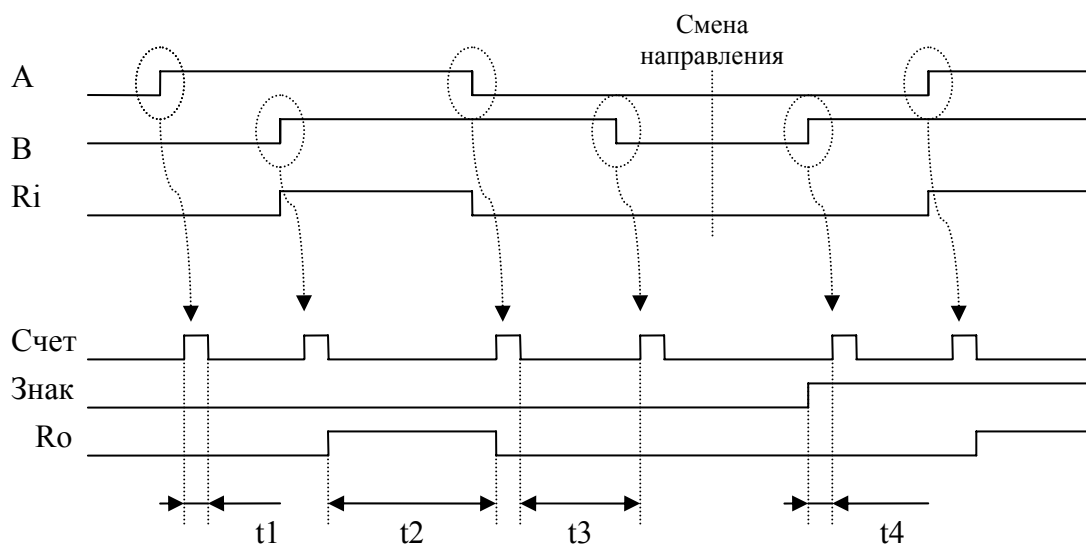 Смена
направления
A
B
Ri
Счет
Знак
Ro
t1 t2 t3 t4